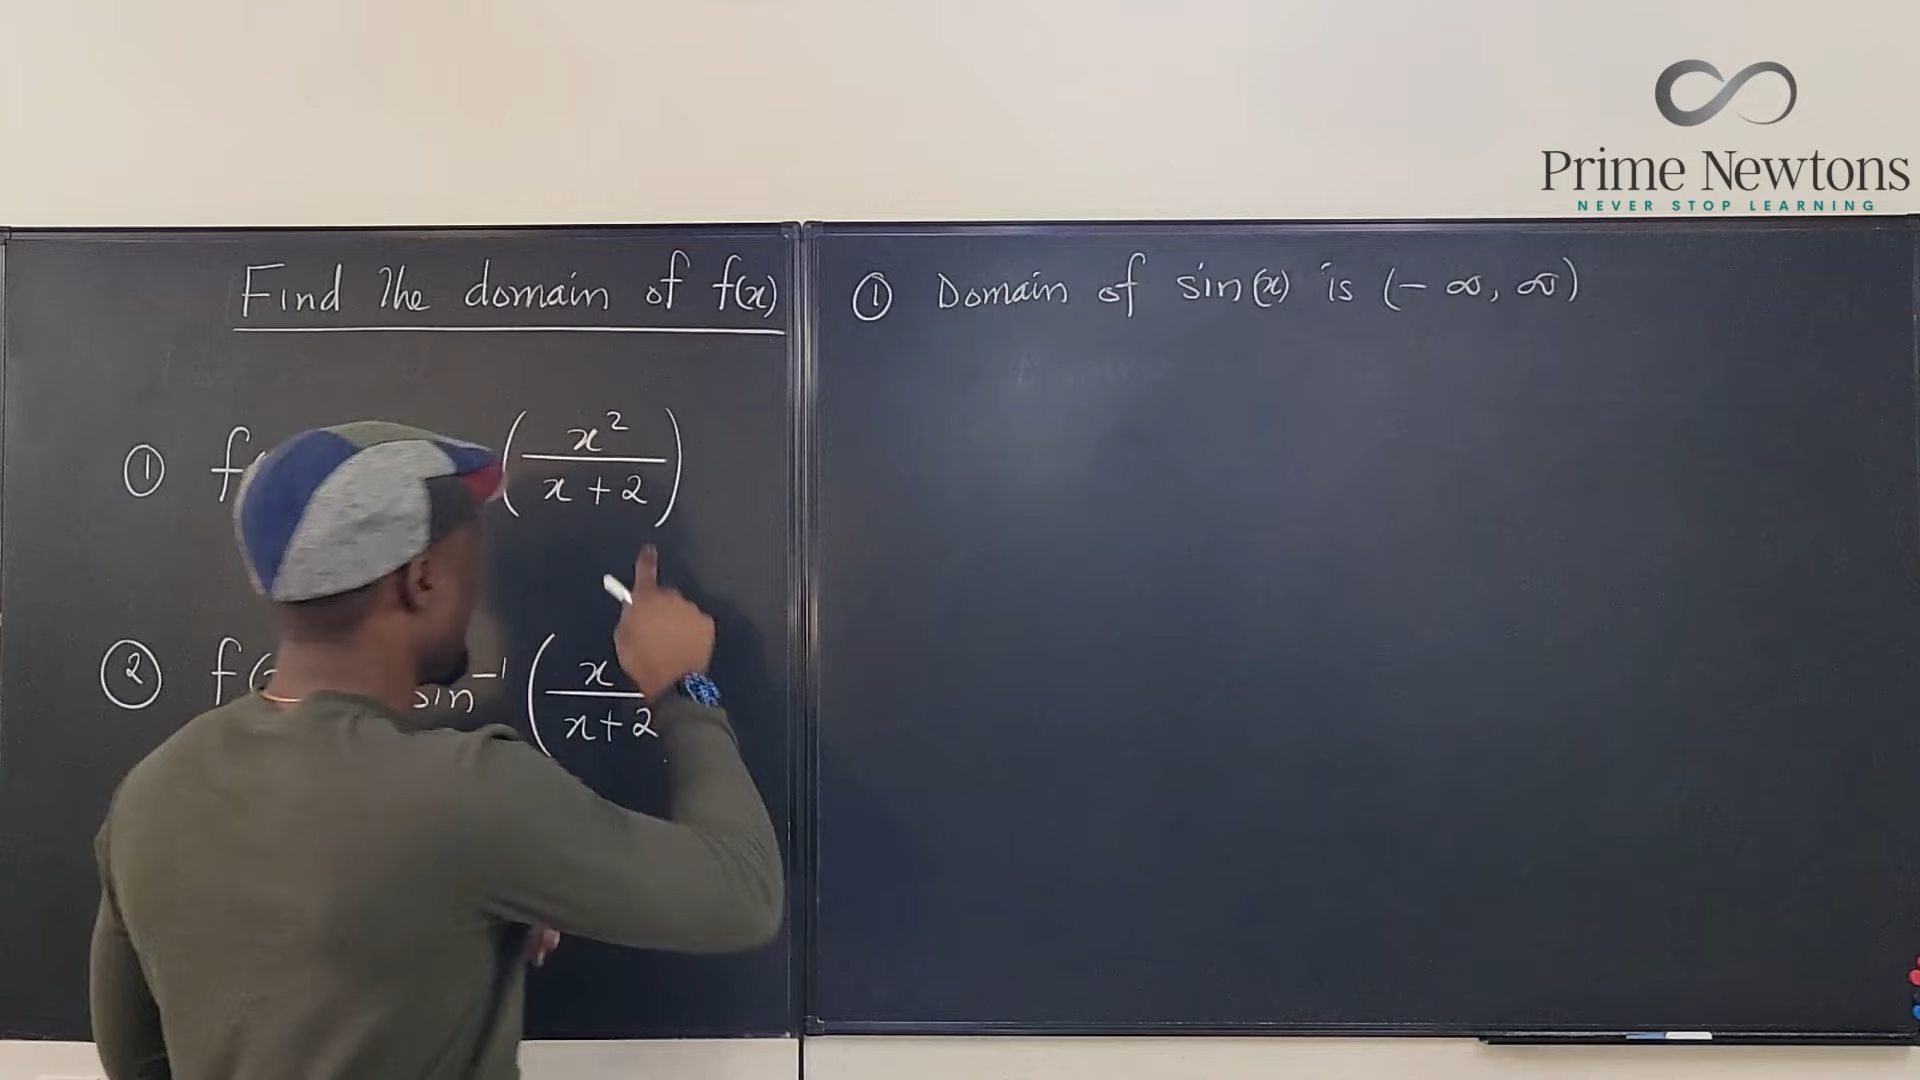 Prime Newtons
NEVER STOP LEARNING
Find the domain of f(x)
① f (x²/(x+2))
② f( sin⁻¹ (x/(x+2)
① Domain of sin(x) is (-∞, ∞)